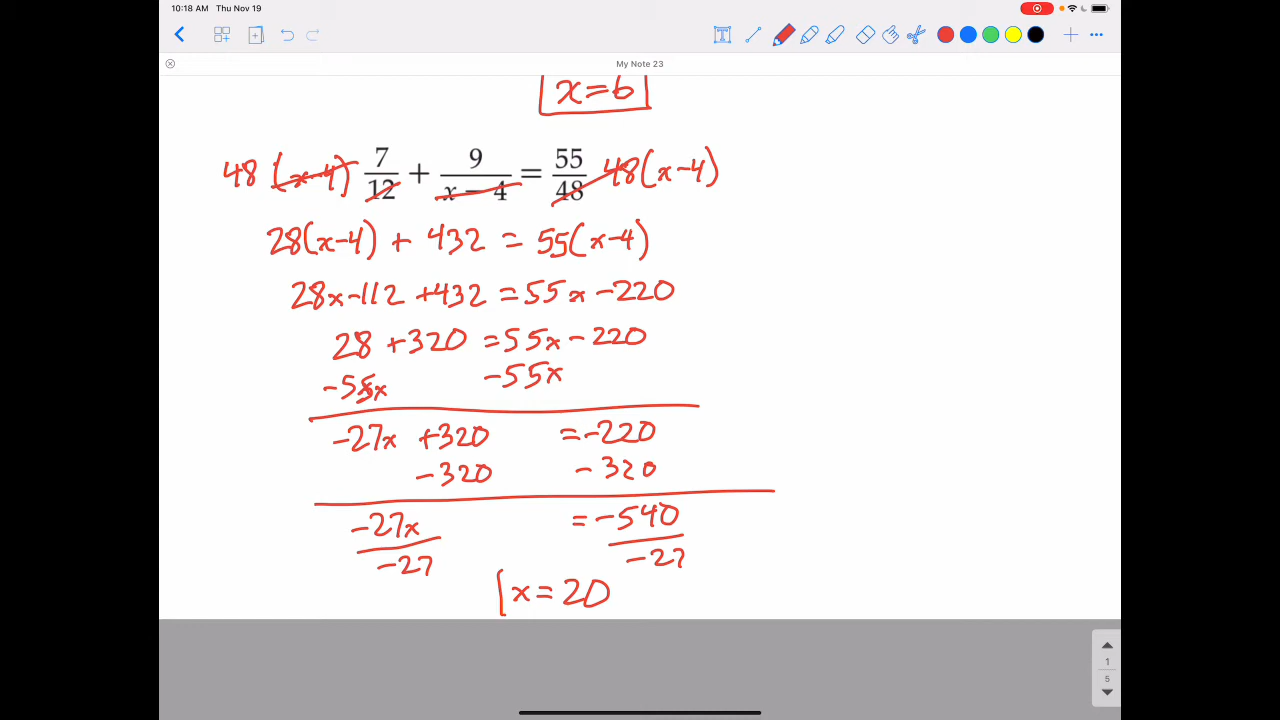 10:18 AM Thu Nov 19
My Note 23
x=6
48 (x-4) 7/12 + 9/(x − 4) = 55/48 48(x-4)
28(x-4) + 432 = 55(x-4)
28x-112 +432 = 55x -220
28 +320 = 55x - 220
-55x -55x
-27x +320 = -220
-320 - 320
-27x = -540
-27 -27
x = 20
1
5